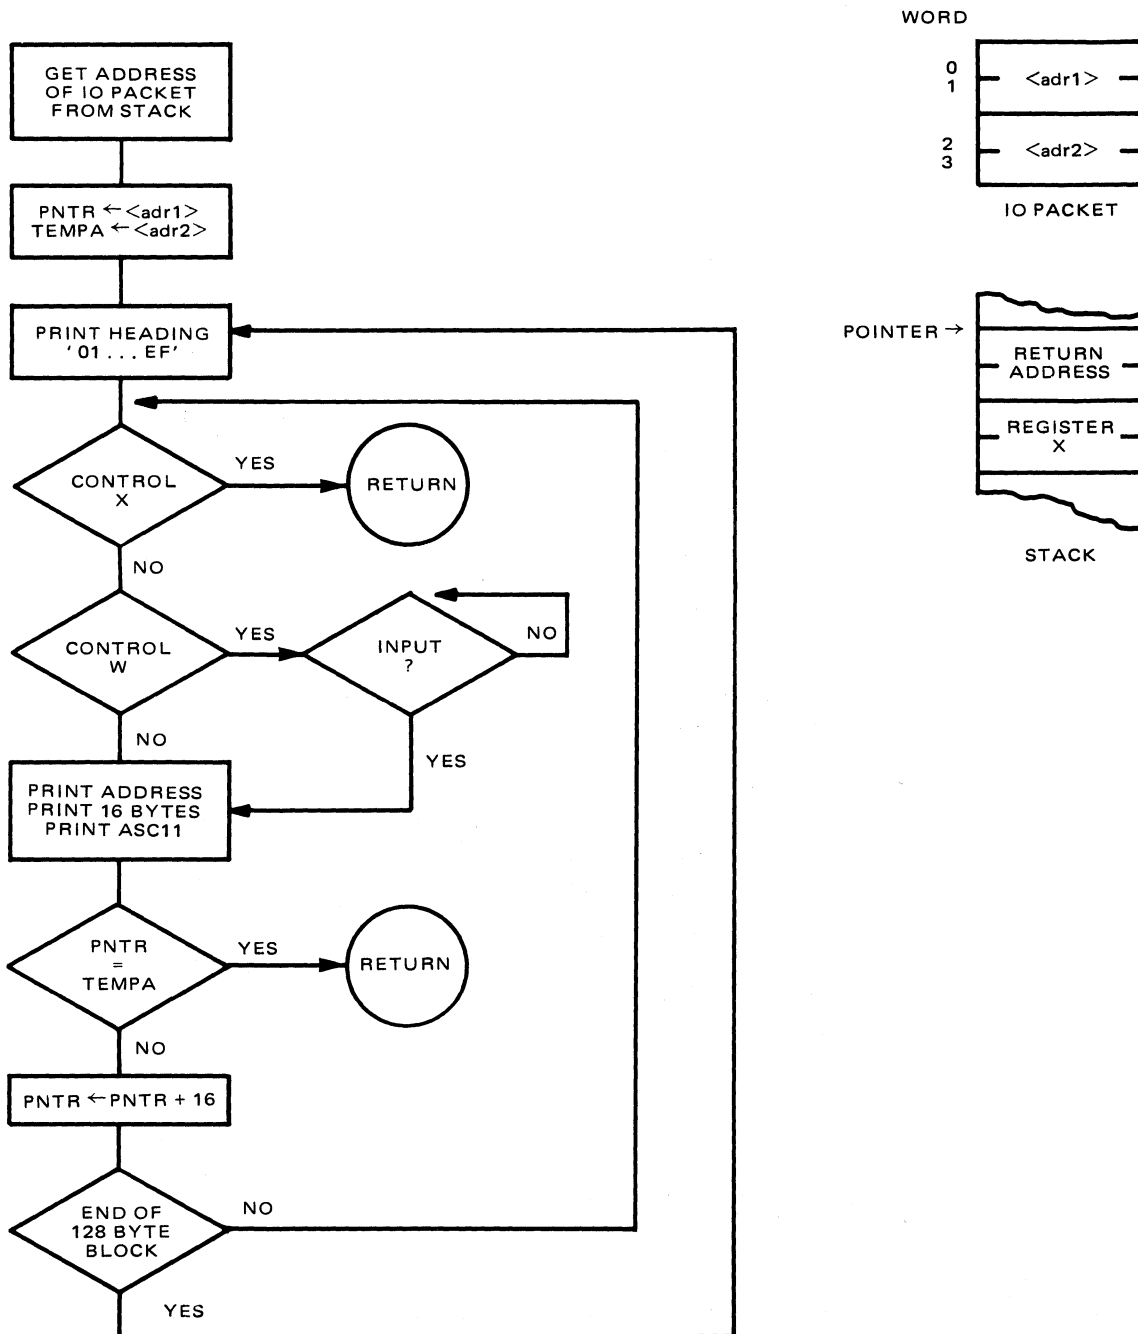 GET ADDRESS
OF IO PACKET
FROM STACK
PNTR ← <adr1>
TEMPA ← <adr2>
PRINT HEADING
'01 . . . EF'
CONTROL
X
YES
RETURN
NO
CONTROL
W
YES
INPUT
?
NO
NO
YES
PRINT ADDRESS
PRINT 16 BYTES
PRINT ASC11
PNTR
=
TEMPA
YES
RETURN
NO
PNTR ← PNTR + 16
END OF
128 BYTE
BLOCK
NO
YES
WORD
0
1
<adr1>
2
3
<adr2>
IO PACKET
POINTER →
RETURN
ADDRESS
REGISTER
X
STACK